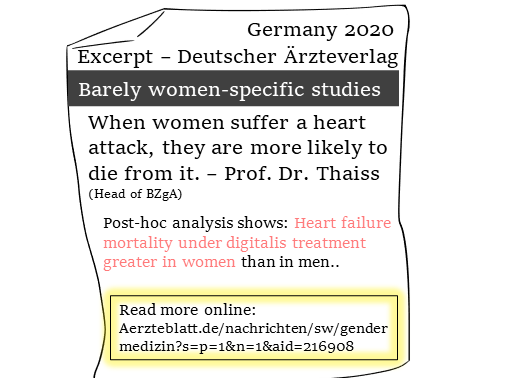 Germany 2020
Excerpt – Deutscher Ärzteverlag
Barely women-specific studies
When women suffer a heart
attack, they are more likely to
die from it. – Prof. Dr. Thaiss
(Head of BZgA)
Post-hoc analysis shows: Heart failure
mortality under digitalis treatment
greater in women than in men..
Read more online:
Aerzteblatt.de/nachrichten/sw/gender
medizin?s=p=1&n=1&aid=216908